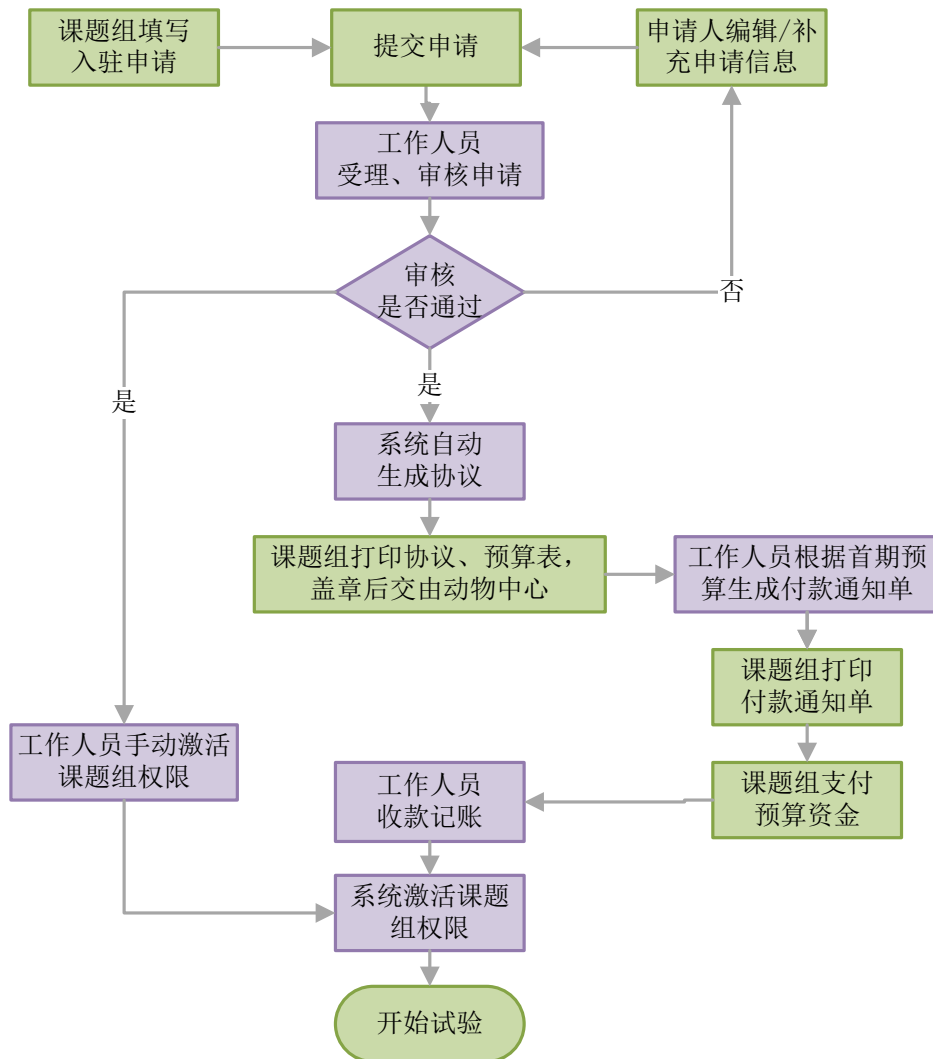 课题组填写
入驻申请
提交申请
申请人编辑/补
充申请信息
工作人员
受理、审核申请
审核
是否通过
否
是
是
系统自动
生成协议
课题组打印协议、预算表，
盖章后交由动物中心
工作人员根据首期预
算生成付款通知单
课题组打印
付款通知单
工作人员手动激活
课题组权限
工作人员
收款记账
课题组支付
预算资金
系统激活课题
组权限
开始试验